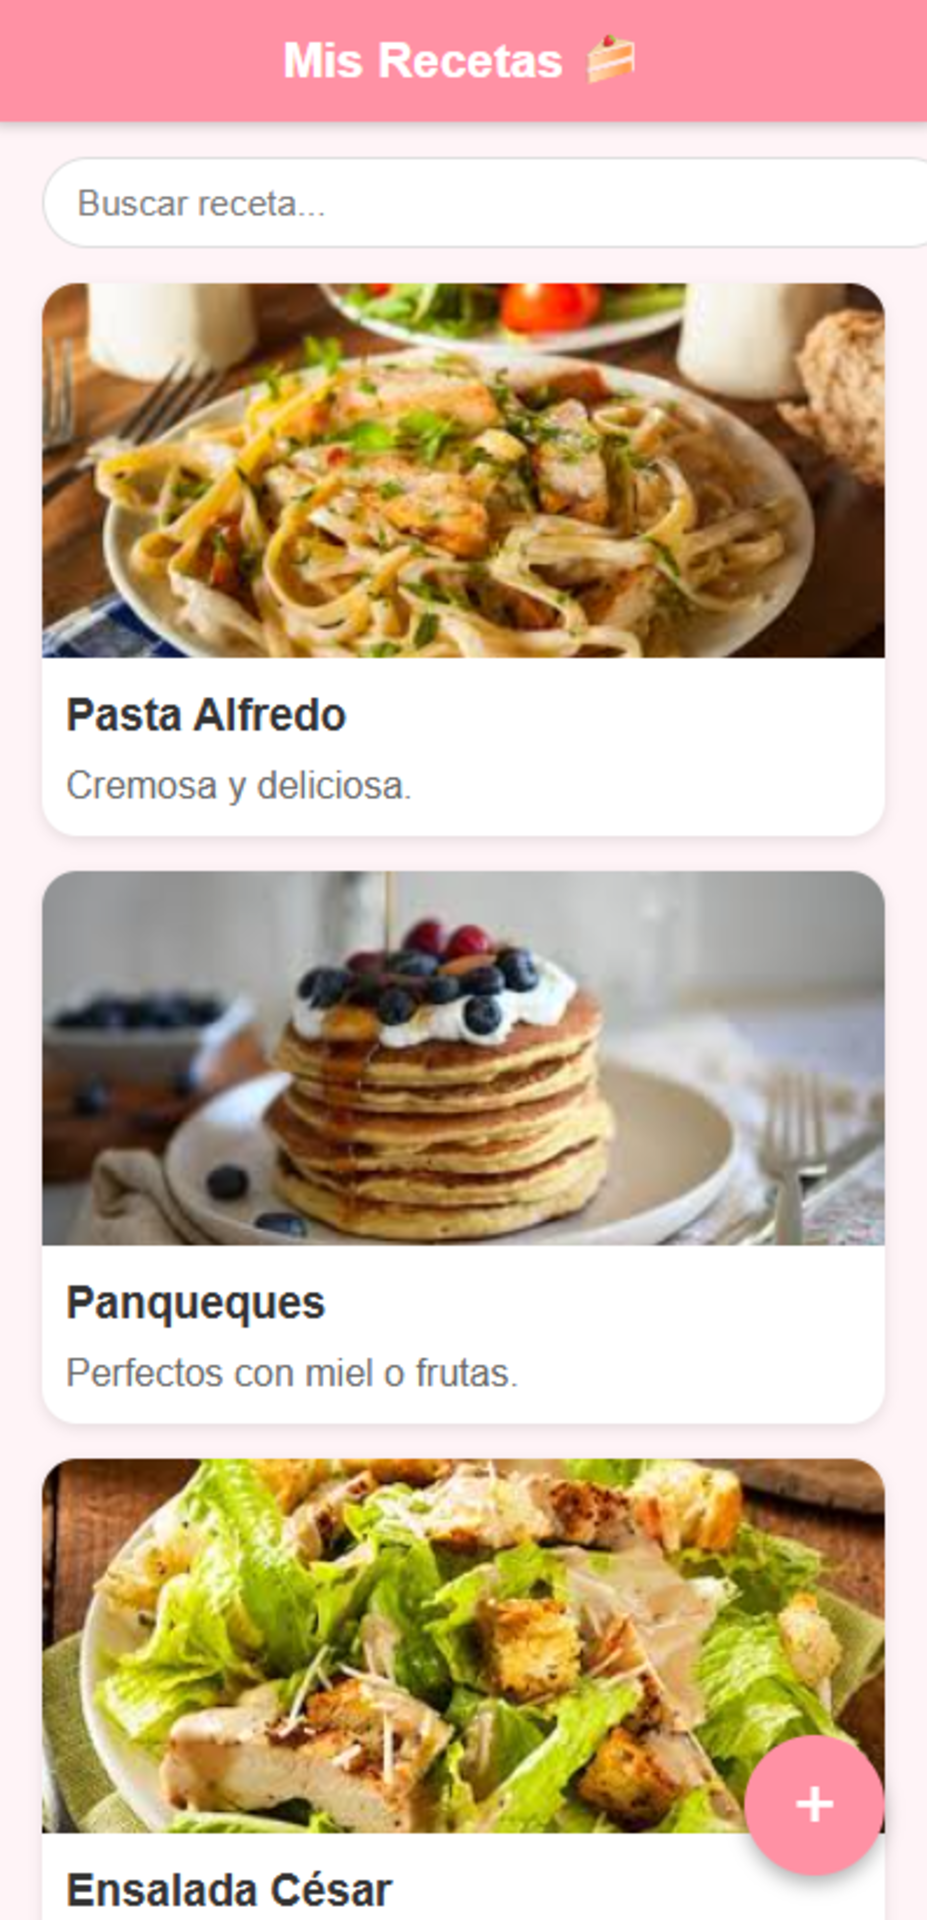 Mis Recetas 🍰
Buscar receta...
Pasta Alfredo
Cremosa y deliciosa.
Panqueques
Perfectos con miel o frutas.
+
Ensalada César